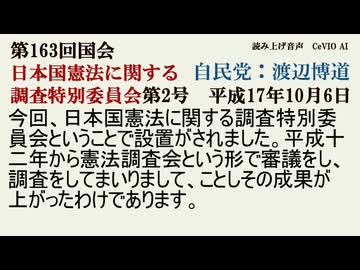 第163回国会
読み上げ音声 CeVIO AI
日本国憲法に関する 自民党：渡辺博道
調査特別委員会第2号 平成17年10月6日
今回、日本国憲法に関する調査特別委
員会ということで設置がされました。平成十
二年から憲法調査会という形で審議をし、
調査をしてまいりまして、ことしその成果が
上がったわけであります。